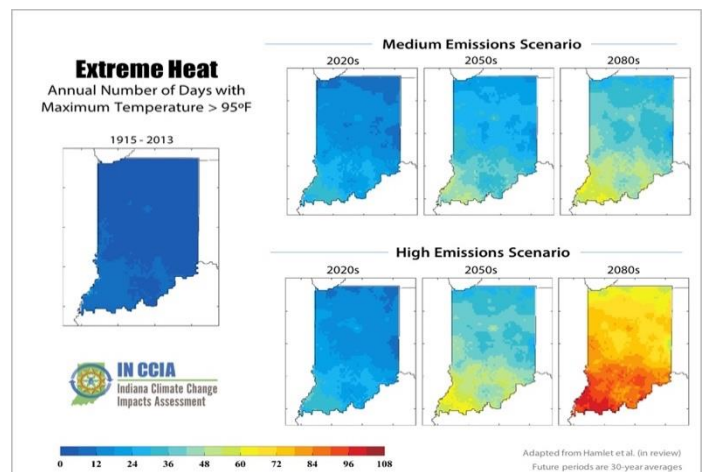 Extreme Heat
Annual Number of Days with
Maximum Temperature > 95ºF
1915 - 2013
Medium Emissions Scenario
2020s 2050s 2080s
High Emissions Scenario
2020s 2050s 2080s
IN CCIA
Indiana Climate Change
Impacts Assessment
0 12 24 36 48 60 72 84 96 108
Adapted from Hamlet et al. (in review)
Future periods are 30-year averages